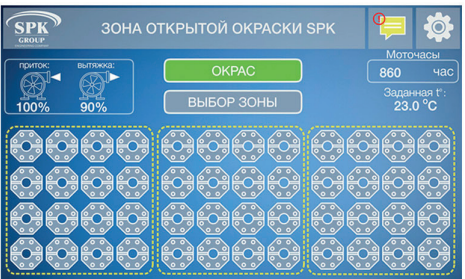 SPK
GROUP
ЗОНА ОТКРЫТОЙ ОКРАСКИ SPK
приток: вытяжка:
100% 90%
ОКРАС
ВЫБОР ЗОНЫ
Моточасы
860 час
Заданная t°:
23.0 °C